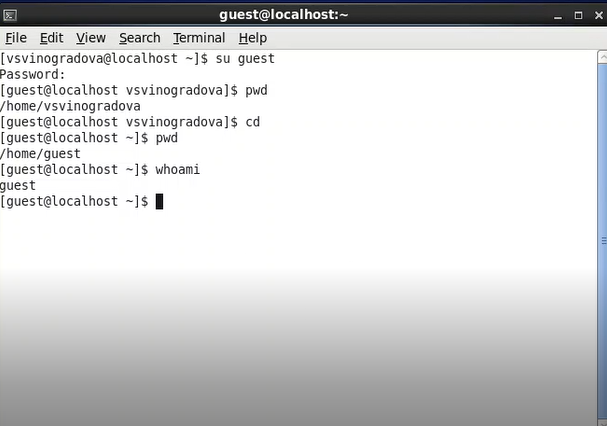 guest@localhost:~
File Edit View Search Terminal Help
[vsvinogradova@localhost ~]$ su guest
Password:
[guest@localhost vsvinogradova]$ pwd
/home/vsvinogradova
[guest@localhost vsvinogradova]$ cd
[guest@localhost ~]$ pwd
/home/guest
[guest@localhost ~]$ whoami
guest
[guest@localhost ~]$